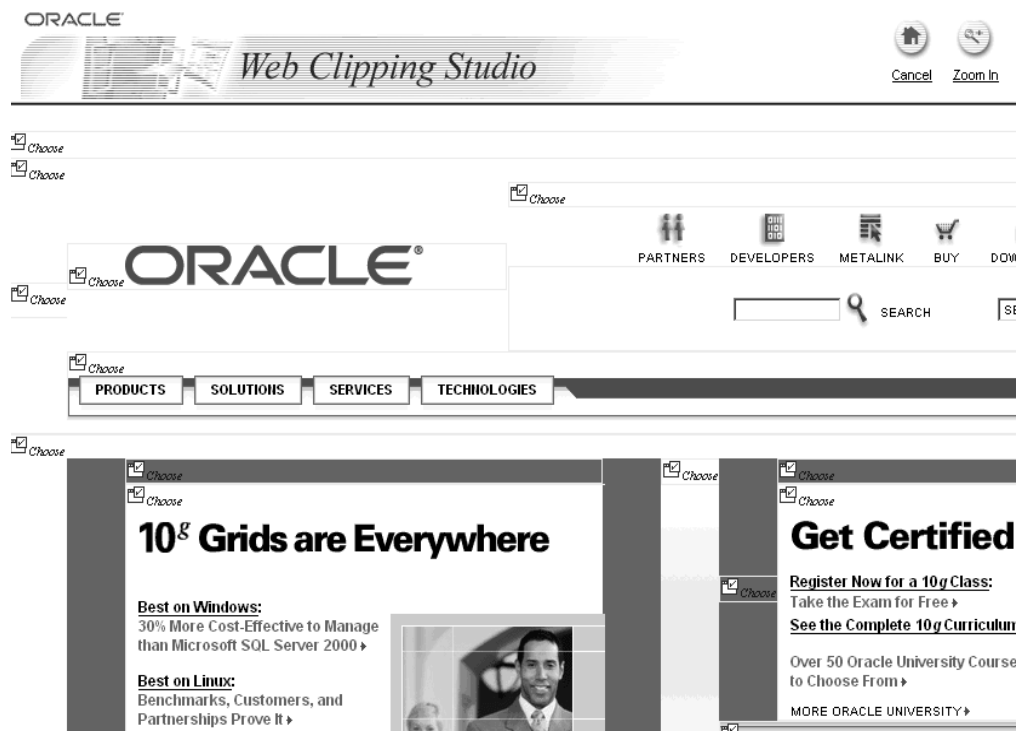 ORACLE®
Web Clipping Studio
Cancel Zoom In
Choose
Choose
Choose
PARTNERS DEVELOPERS METALINK BUY
Choose ORACLE®
Choose
SEARCH
Choose
PRODUCTS SOLUTIONS SERVICES TECHNOLOGIES
Choose
Choose Choose Choose
Choose Choose
10g Grids are Everywhere
Get Certified
Register Now for a 10g Class:
Choose
Take the Exam for Free
See the Complete 10g Curriculum
Best on Windows:
30% More Cost-Effective to Manage
than Microsoft SQL Server 2000
Over 50 Oracle University Course
to Choose From
Best on Linux:
Benchmarks, Customers, and
Partnerships Prove It
MORE ORACLE UNIVERSITY